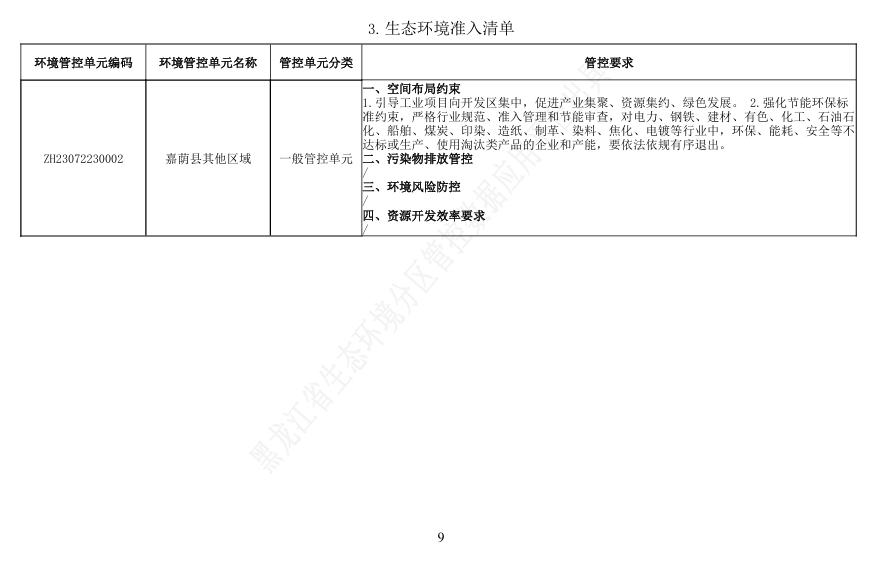 3. 生态环境准入清单
环境管控单元编码 环境管控单元名称 管控单元分类 管控要求
ZH23072230002 嘉荫县其他区域 一般管控单元
一、空间布局约束
1.引导工业项目向开发区集中，促进产业集聚、资源集约、绿色发展。 2.强化节能环保标
准约束，严格行业规范、准入管理和节能审查，对电力、钢铁、建材、有色、化工、石油石
化、船舶、煤炭、印染、造纸、制革、染料、焦化、电镀等行业中，环保、能耗、安全等不
达标或生产、使用淘汰类产品的企业和产能，要依法依规有序退出。
二、污染物排放管控
/
三、环境风险防控
/
四、资源开发效率要求
/
黑龙江省生态环境分区管控数据应用
出具
9